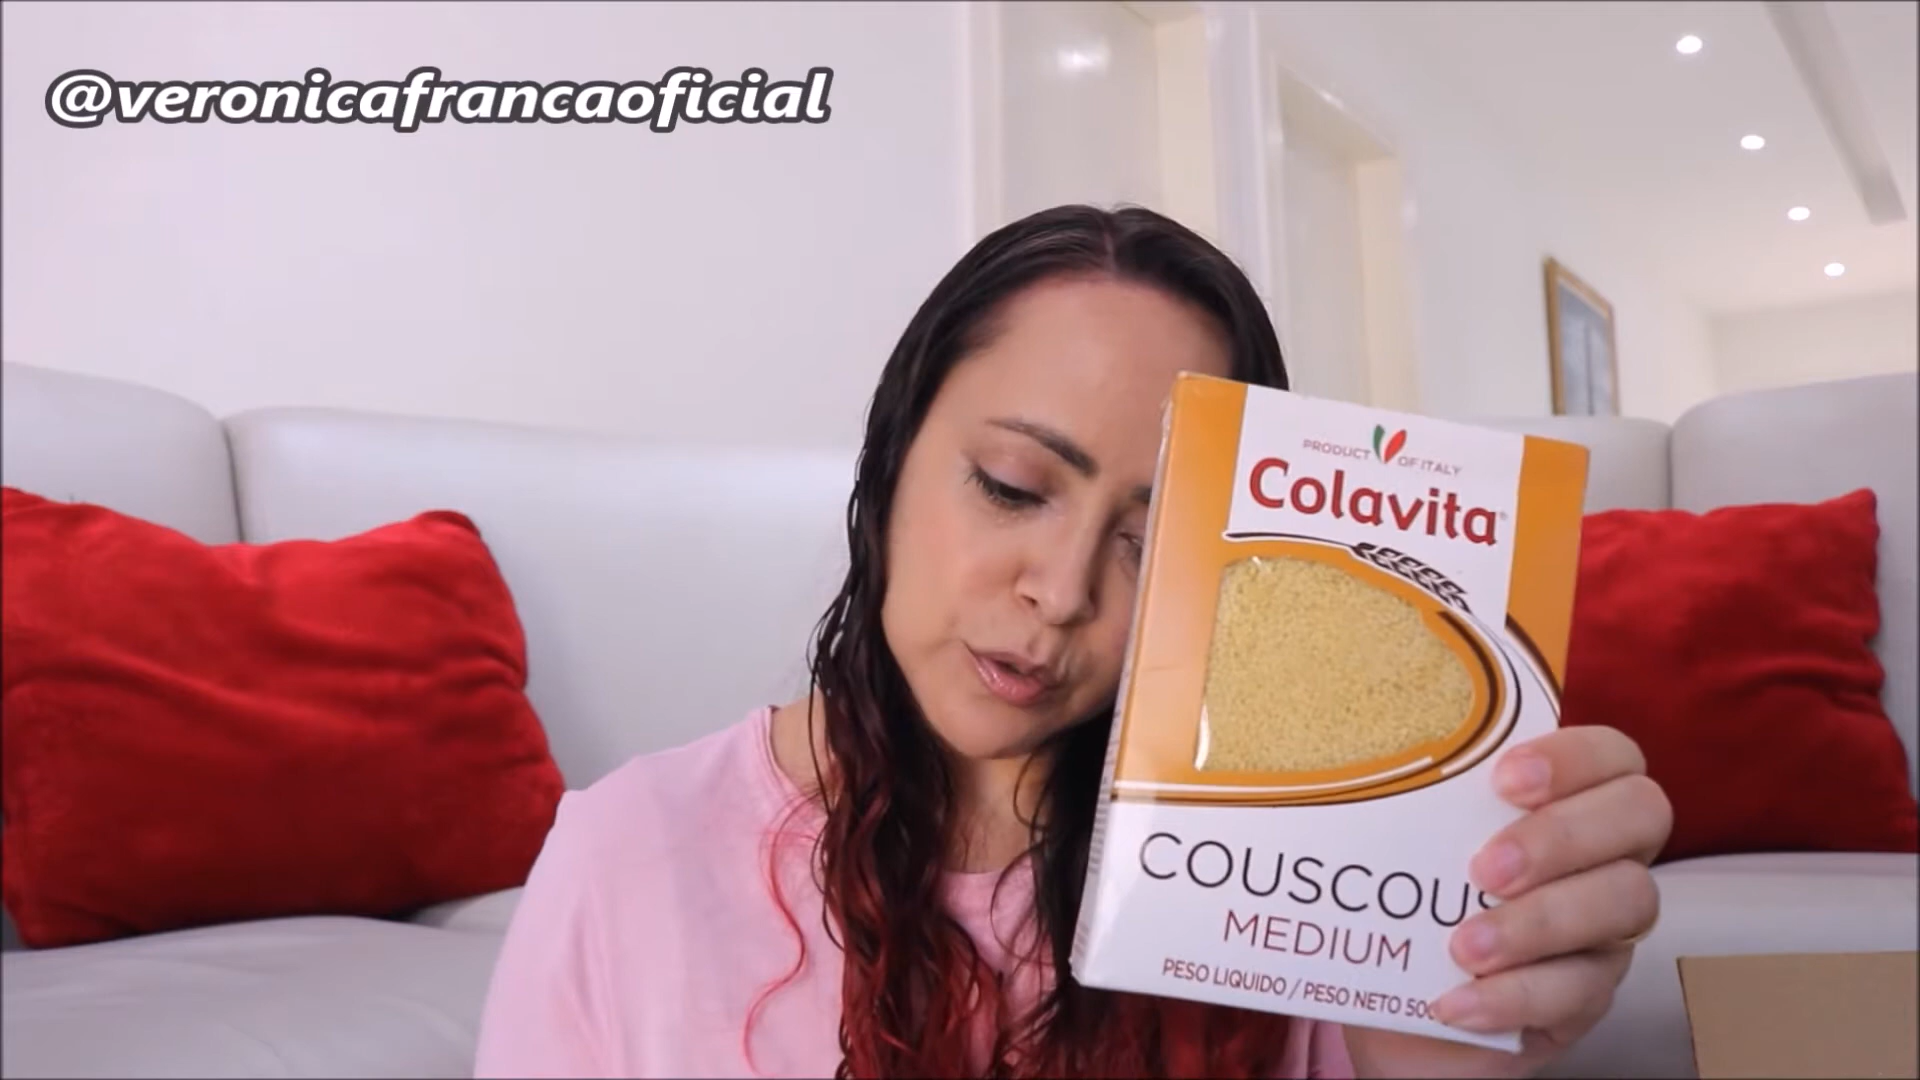 @veronicafrancaoficial
PRODUCT OF ITALY
Colavita
COUSCOUS
MEDIUM
PESO LIQUIDO / PESO NETO